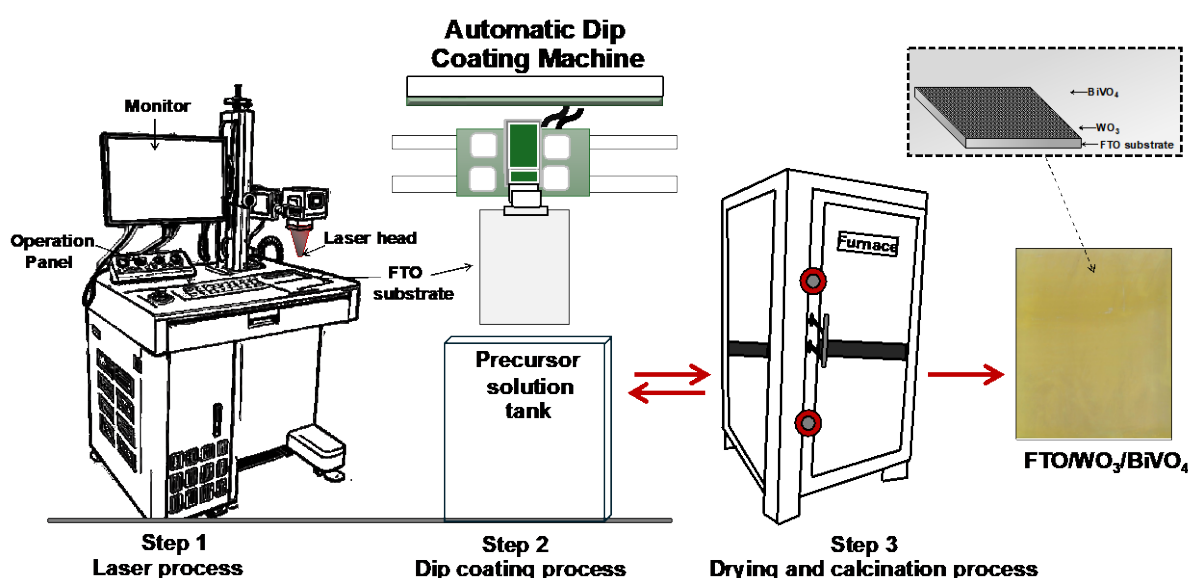 Automatic Dip
Coating Machine
Monitor
Operation
Panel
Laser head
FTO
substrate
Precursor
solution
tank
Furnace
BiVO₄
WO₃
FTO substrate
FTO/WO₃/BiVO₄
Step 1
Laser process
Step 2
Dip coating process
Step 3
Drying and calcination process